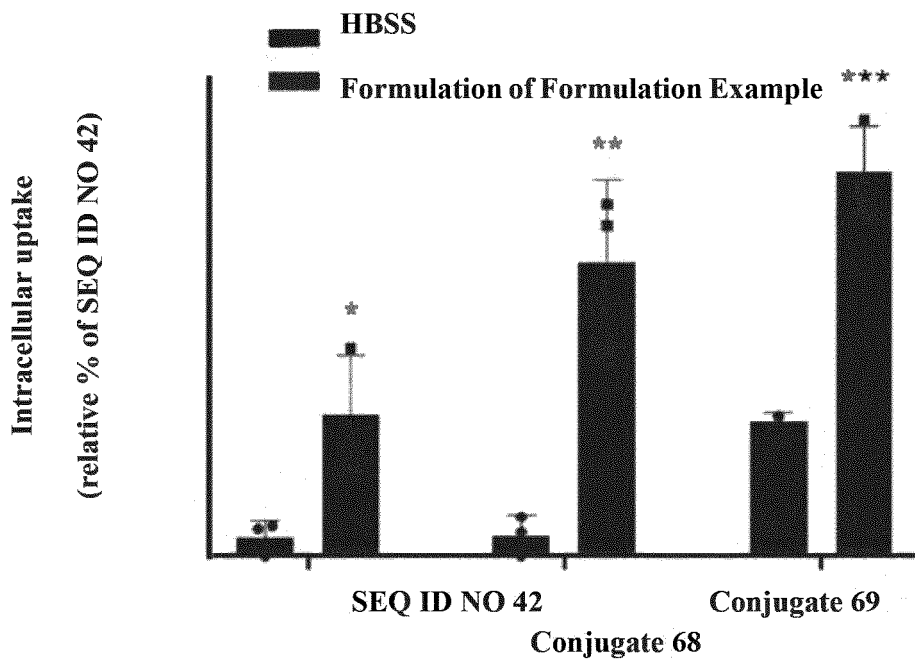 HBSS
Formulation of Formulation Example
*
**
***
Intracellular uptake
(relative % of SEQ ID NO 42)
SEQ ID NO 42
Conjugate 68
Conjugate 69